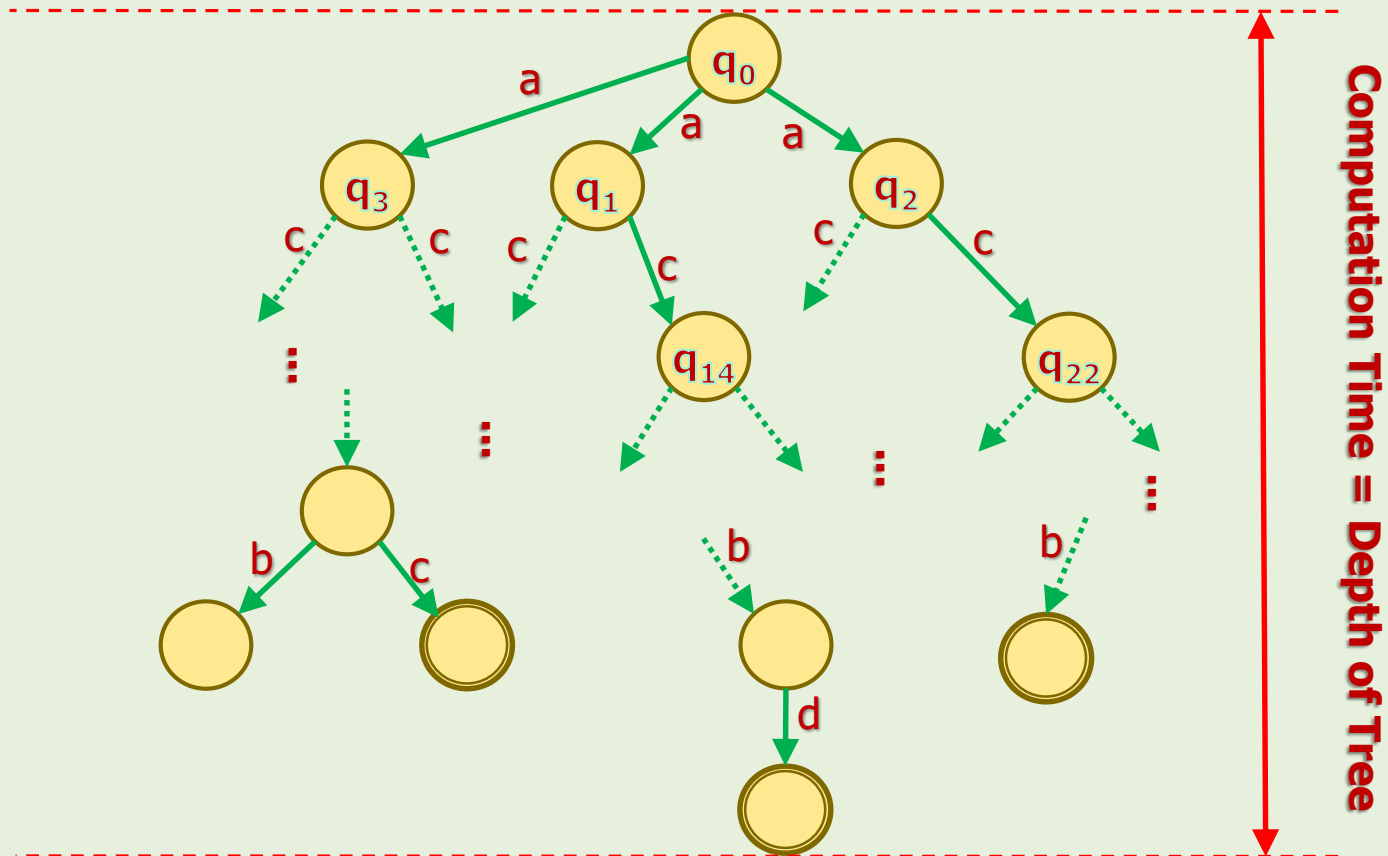 q0
a
a
a
q3
q1
q2
c
c
c
c
c
c
q14
q22
⋮
⋮
⋮
⋮
b
b
b
c
d
Computation Time = Depth of Tree